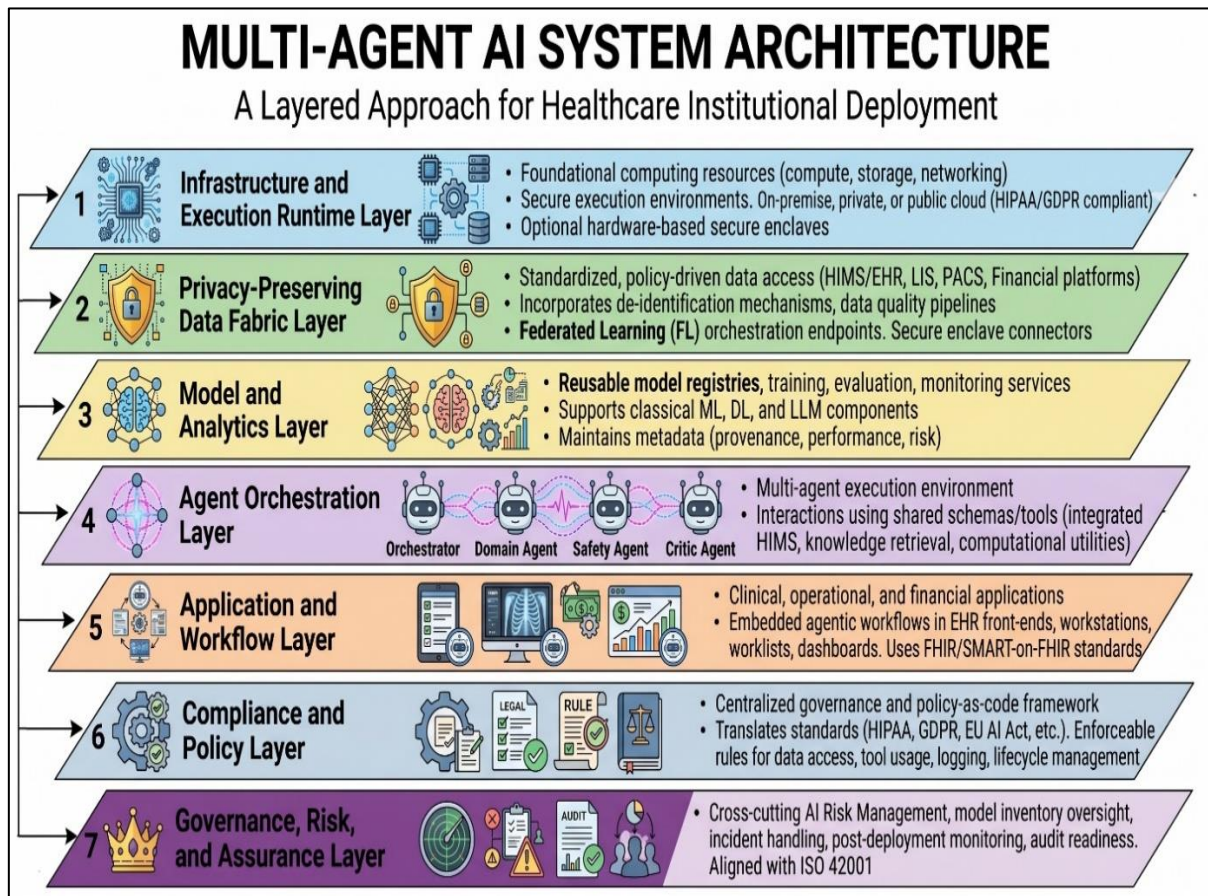 MULTI-AGENT AI SYSTEM ARCHITECTURE
A Layered Approach for Healthcare Institutional Deployment
1
Infrastructure and
Execution Runtime Layer
• Foundational computing resources (compute, storage, networking)
• Secure execution environments. On-premise, private, or public cloud (HIPAA/GDPR compliant)
• Optional hardware-based secure enclaves
2
Privacy-Preserving
Data Fabric Layer
• Standardized, policy-driven data access (HIMS/EHR, LIS, PACS, Financial platforms)
• Incorporates de-identification mechanisms, data quality pipelines
• Federated Learning (FL) orchestration endpoints. Secure enclave connectors
3
Model and
Analytics Layer
• Reusable model registries, training, evaluation, monitoring services
• Supports classical ML, DL, and LLM components
• Maintains metadata (provenance, performance, risk)
4
Agent Orchestration
Layer
Orchestrator
Domain Agent
Safety Agent
Critic Agent
• Multi-agent execution environment
• Interactions using shared schemas/tools (integrated
HIMS, knowledge retrieval, computational utilities)
5
Application and
Workflow Layer
• Clinical, operational, and financial applications
• Embedded agentic workflows in EHR front-ends, workstations,
worklists, dashboards. Uses FHIR/SMART-on-FHIR standards
6
Compliance and
Policy Layer
LEGAL
RULE
• Centralized governance and policy-as-code framework
• Translates standards (HIPAA, GDPR, EU AI Act, etc.). Enforceable
rules for data access, tool usage, logging, lifecycle management
7
Governance, Risk,
and Assurance Layer
AUDIT
• Cross-cutting AI Risk Management, model inventory oversight,
incident handling, post-deployment monitoring, audit readiness.
Aligned with ISO 42001